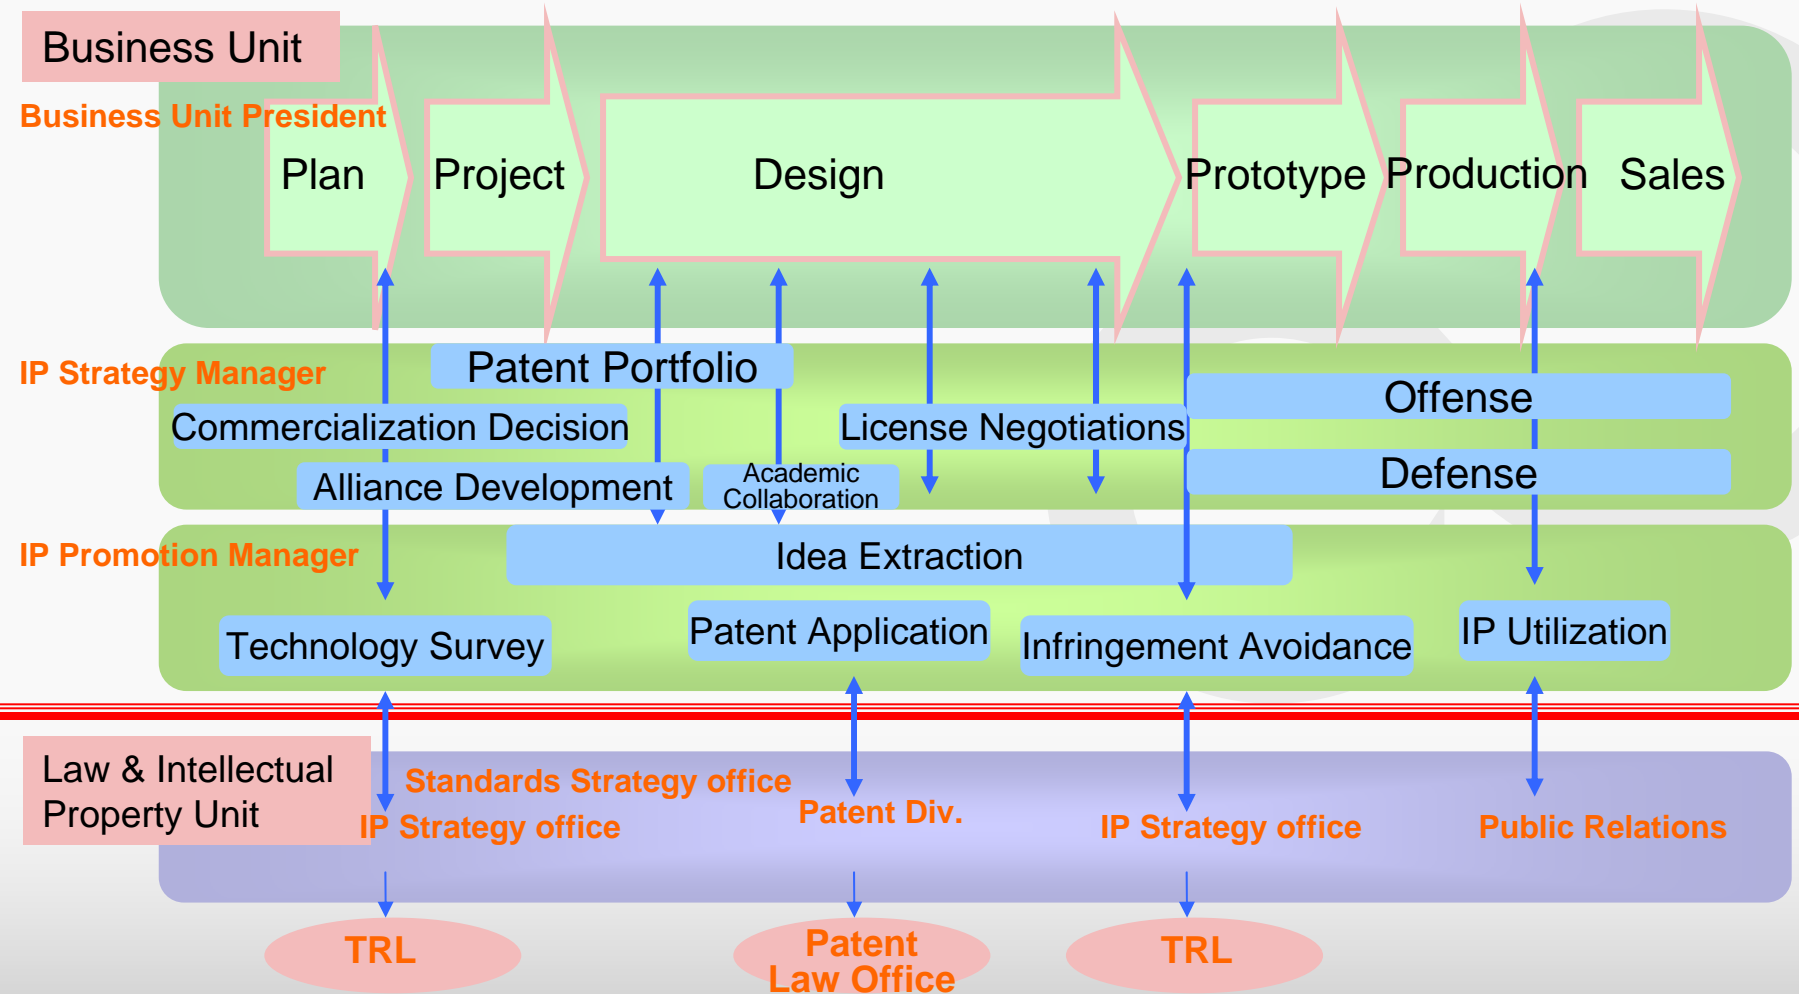 Business Unit
Business Unit President
Plan
Project
Design
Prototype
Production
Sales
IP Strategy Manager
Patent Portfolio
Offense
Commercialization Decision
License Negotiations
Alliance Development
Academic
Collaboration
Defense
IP Promotion Manager
Idea Extraction
Technology Survey
Patent Application
Infringement Avoidance
IP Utilization
Law & Intellectual
Property Unit
Standards Strategy office
IP Strategy office
Patent Div.
IP Strategy office
Public Relations
TRL
Patent
Law Office
TRL